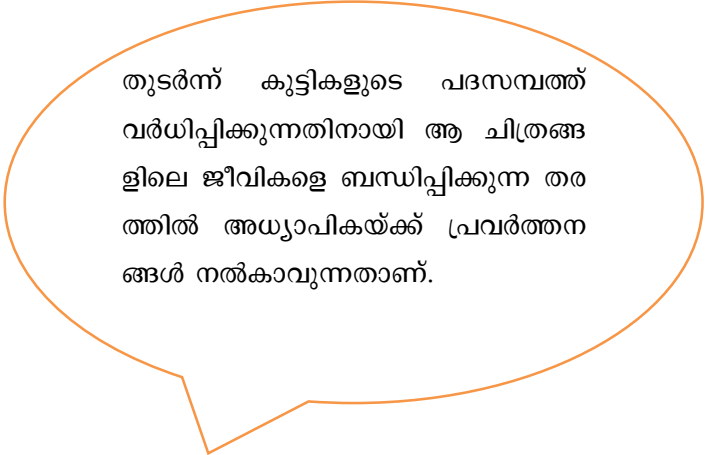 തുടർന്ന് കുട്ടികളുടെ പദസമ്പത്ത്
വർധിപ്പിക്കുന്നതിനായി ആ ചിത്രങ്ങ
ളിലെ ജീവികളെ ബന്ധിപ്പിക്കുന്ന തര
ത്തിൽ അധ്യാപികയ്ക്ക് പ്രവർത്തന
ങ്ങൾ നൽകാവുന്നതാണ്.